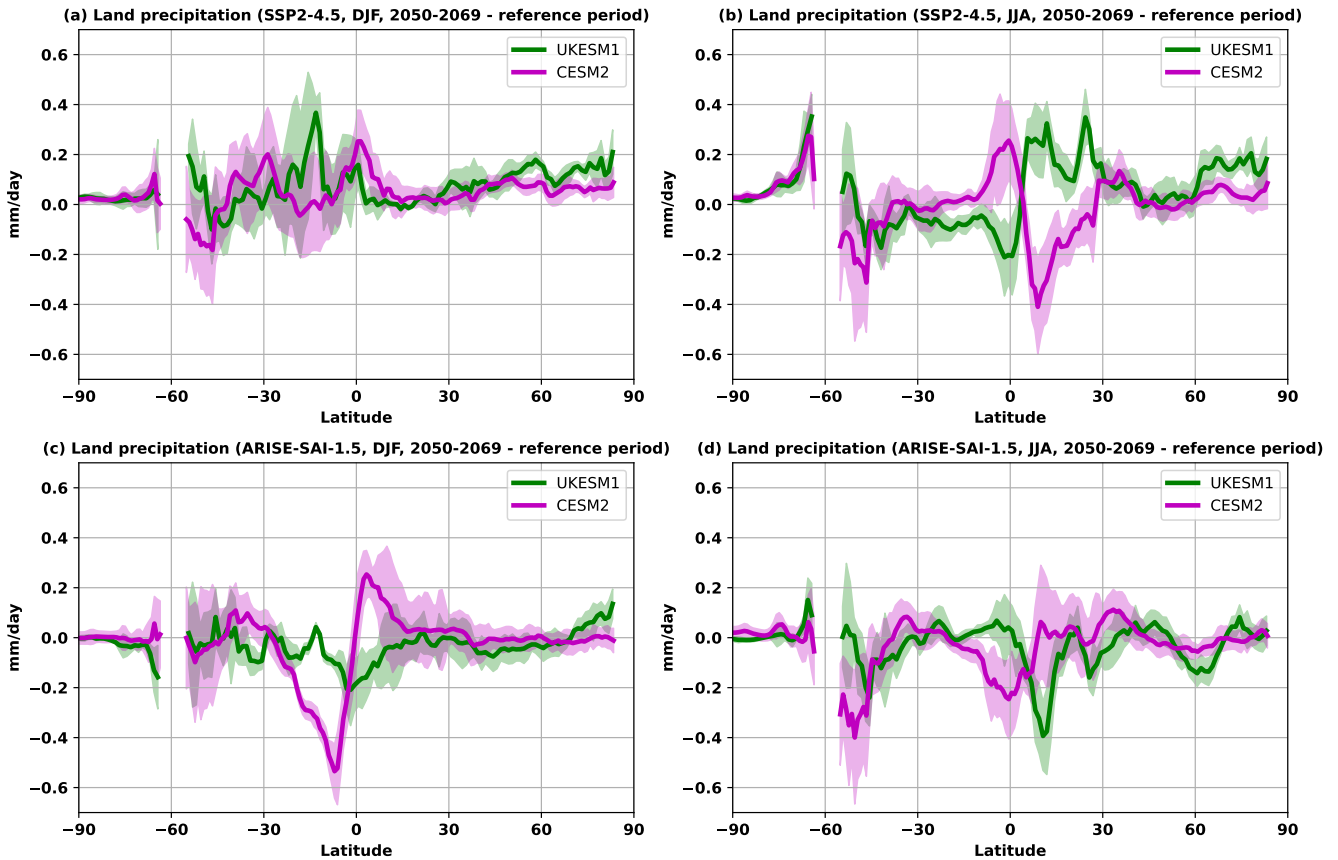 (a) Land precipitation (SSP2-4.5, DJF, 2050-2069 - reference period)
0.6
0.4
0.2
0.0
−0.2
−0.4
−0.6
mm/day
UKESM1
CESM2
−90 −60 −30 0 30 60 90
Latitude
(b) Land precipitation (SSP2-4.5, JJA, 2050-2069 - reference period)
0.6
0.4
0.2
0.0
−0.2
−0.4
−0.6
mm/day
UKESM1
CESM2
−90 −60 −30 0 30 60 90
Latitude
(c) Land precipitation (ARISE-SAI-1.5, DJF, 2050-2069 - reference period)
0.6
0.4
0.2
0.0
−0.2
−0.4
−0.6
mm/day
UKESM1
CESM2
−90 −60 −30 0 30 60 90
Latitude
(d) Land precipitation (ARISE-SAI-1.5, JJA, 2050-2069 - reference period)
0.6
0.4
0.2
0.0
−0.2
−0.4
−0.6
mm/day
UKESM1
CESM2
−90 −60 −30 0 30 60 90
Latitude